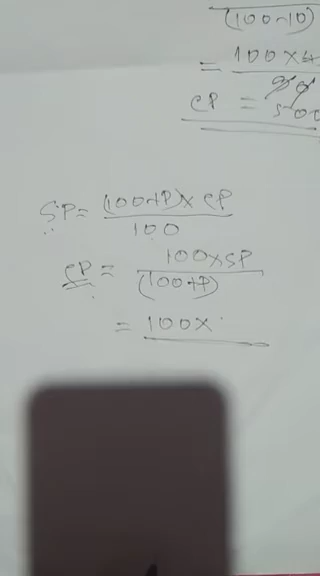 (100-10)
= 100 x
CP = 500
SP = (100+P) x CP
100
CP = 100 x SP
(100+P)
= 100 x